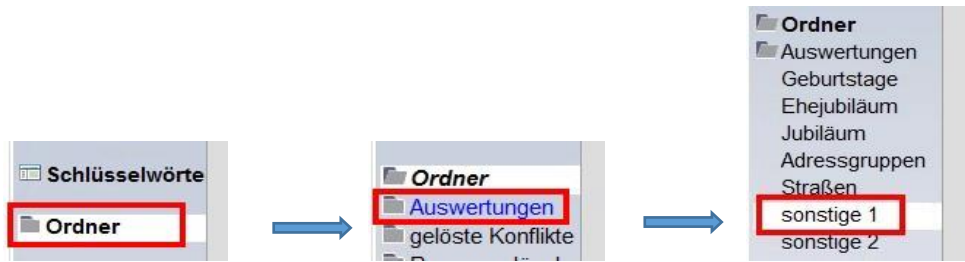 Schlüsselwörte
Ordner
Ordner
Auswertungen
gelöste Konflikte
Ordner
Auswertungen
Geburtstage
Ehejubiläum
Jubiläum
Adressgruppen
Straßen
sonstige 1
sonstige 2